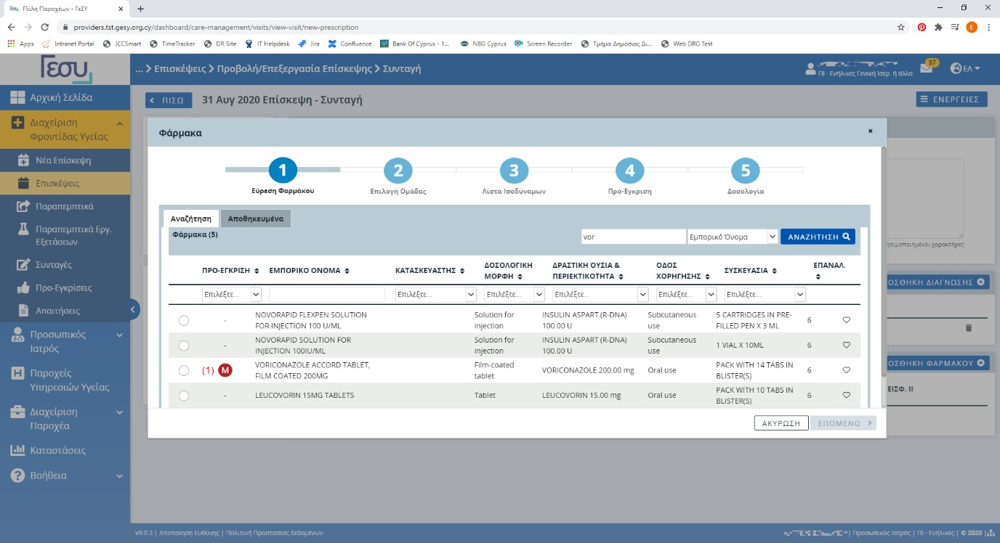 Πύλη Παροχέων - ΓεΣΥ
providers.tst.gesy.org.cy/dashboard/care-management/visits/view-visit/new-prescription
E
Apps Intranet Portal JCCSmart TimeTracker DR Site IT Helpdesk Jira Confluence Bank Of Cyprus - 1... NBG Cyprus Screen Recorder Τμήμα Δημόσιας Δι... Web DRG Test
Γεσυ
... Επισκέψεις Προβολή/Επεξεργασία Επίσκεψης Συνταγή
ΠΙ - Ενήλικες Γενική Ιατρ. ή άλλο
57
ΕΛ
Αρχική Σελίδα
Διαχείριση
Φροντίδας Υγείας
Νέα Επίσκεψη
Επισκέψεις
Παραπεμπτικά
Παραπεμπτικά Εργ.
Εξετάσεων
Συνταγές
Προ-Εγκρίσεις
Απαιτήσεις
Προσωπικός
Ιατρός
Παροχείς
Υπηρεσιών Υγείας
Διαχείριση
Παροχέα
Καταστάσεις
Βοήθεια
ΠΙΣΩ
31 Αυγ 2020 Επίσκεψη - Συνταγή
ΕΝΕΡΓΕΙΕΣ
Φάρμακα
×
1 2 3 4 5
Εύρεση Φαρμάκου Επιλογή Ομάδας Λίστα Ισοδύναμων Προ-Έγκριση Δοσολογία
Αναζήτηση Αποθηκευμένα
Φάρμακα (5)
vor Εμπορικό Όνομα ΑΝΑΖΗΤΗΣΗ
ΠΡΟ-ΕΓΚΡΙΣΗ ΕΜΠΟΡΙΚΟ ΟΝΟΜΑ ΚΑΤΑΣΚΕΥΑΣΤΗΣ ΔΟΣΟΛΟΓΙΚΗ ΜΟΡΦΗ ΔΡΑΣΤΙΚΗ ΟΥΣΙΑ & ΠΕΡΙΕΚΤΙΚΟΤΗΤΑ ΟΔΟΣ ΧΟΡΗΓΗΣΗΣ ΣΥΣΚΕΥΑΣΙΑ ΕΠΑΝΑΛ.
Επιλέξτε... Επιλέξτε... Επιλέξτε... Επιλέξτε... Επιλέξτε... Επιλέξτε...
- NOVORAPID FLEXPEN SOLUTION FOR INJECTION 100 U/ML Solution for injection INSULIN ASPART (R-DNA) 100.00 U Subcutaneous use 5 CARTRIDGES IN PRE-FILLED PEN X 3 ML 6
- NOVORAPID SOLUTION FOR INJECTION 100IU/ML Solution for injection INSULIN ASPART (R-DNA) 100.00 U Subcutaneous use 1 VIAL X 10ML 6
(1) M VORICONAZOLE ACCORD TABLET, FILM COATED 200MG Film-coated tablet VORICONAZOLE 200.00 mg Oral use PACK WITH 14 TABS IN BLISTER(S) 6
- LEUCOVORIN 15MG TABLETS Tablet LEUCOVORIN 15.00 mg Oral use PACK WITH 10 TABS IN BLISTER(S) 6
ΑΚΥΡΩΣΗ ΕΠΟΜΕΝΟ
ησιμοποιημένοι χαρακτήρες
ΟΣΘΗΚΗ ΔΙΑΓΝΩΣΗΣ
ΟΣΘΗΚΗ ΦΑΡΜΑΚΟΥ
ΕΙΣΦ. ΙΙ
v9.0.3 | Αποποίηση Ευθύνης | Πολιτική Προστασίας Δεδομένων
| Προσωπικός Ιατρός | ΠΙ - Ενήλικες | © 2020 |